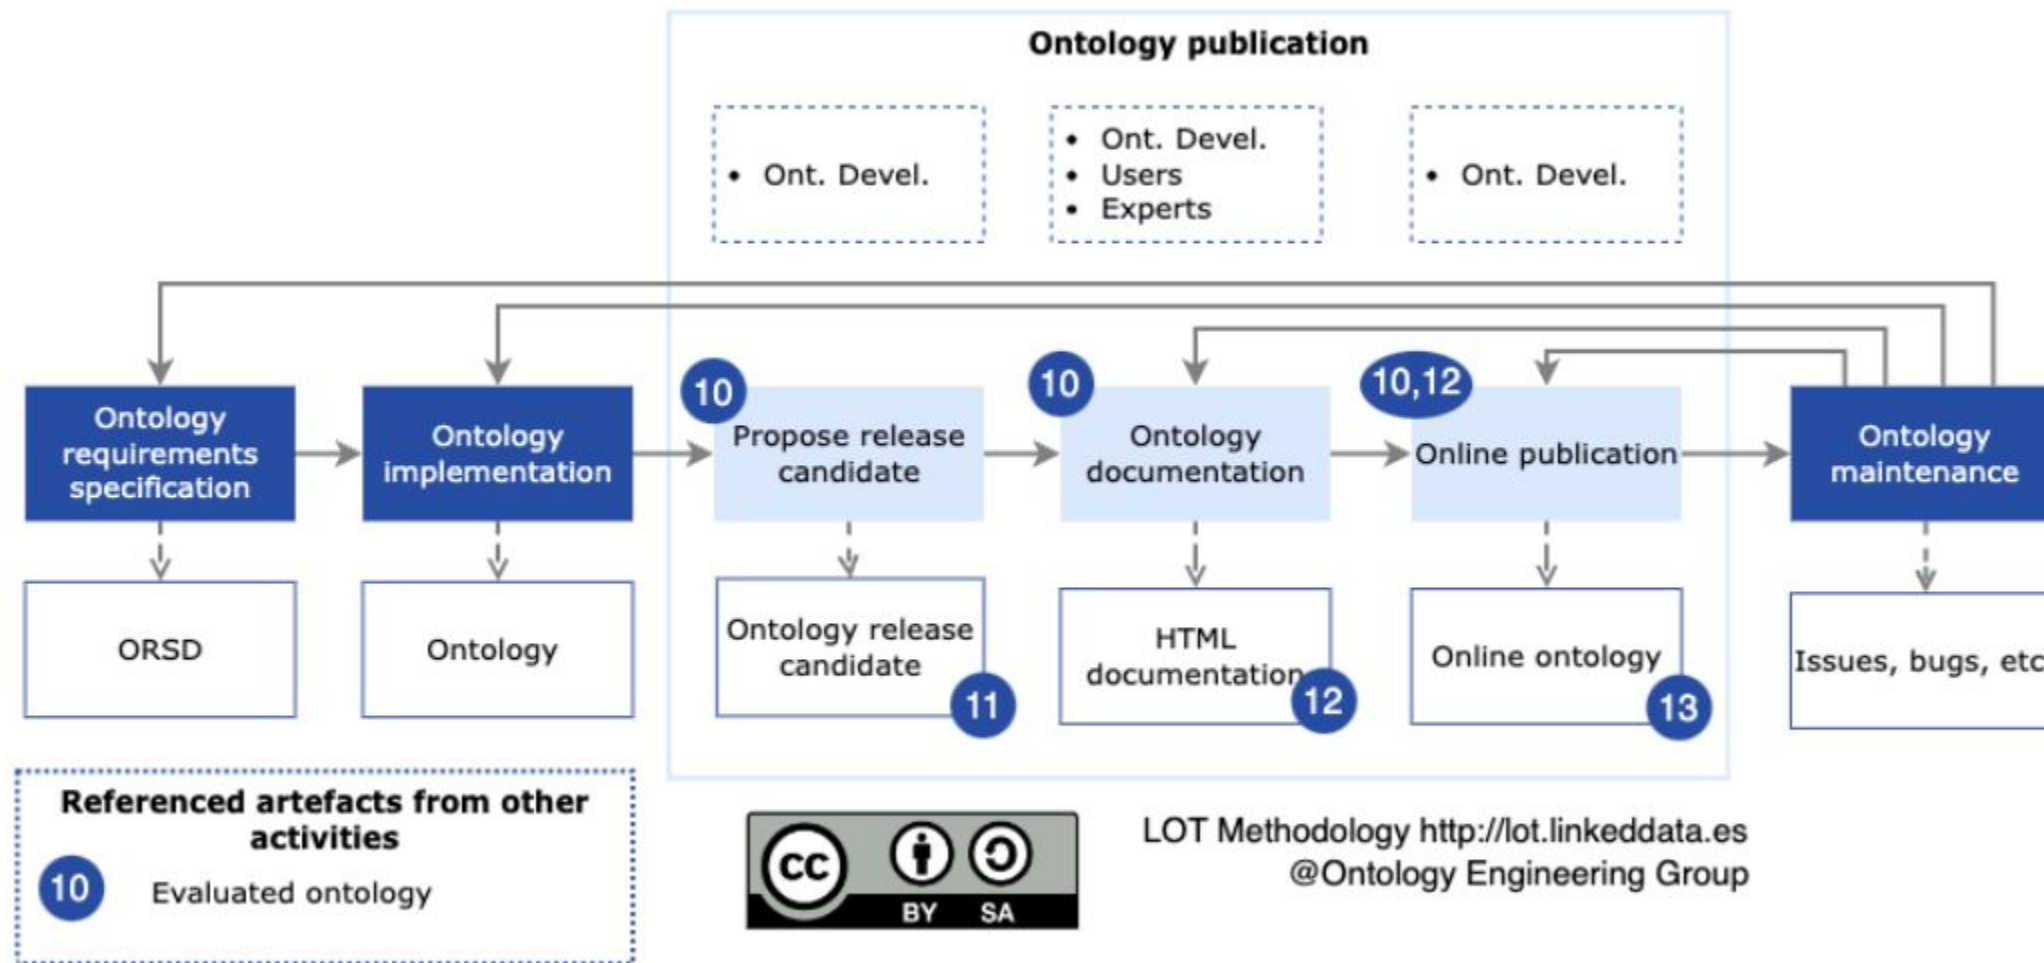 Ontology publication
• Ont. Devel.
• Ont. Devel.
• Users
• Experts
• Ont. Devel.
10
10
10,12
Ontology
requirements
specification
Ontology
implementation
Propose release
candidate
Ontology
documentation
Online publication
Ontology
maintenance
ORSD
Ontology
Ontology release
candidate
11
HTML
documentation
12
Online ontology
13
Issues, bugs, etc
Referenced artefacts from other
activities
10 Evaluated ontology
cc
BY SA
LOT Methodology http://lot.linkeddata.es
@Ontology Engineering Group